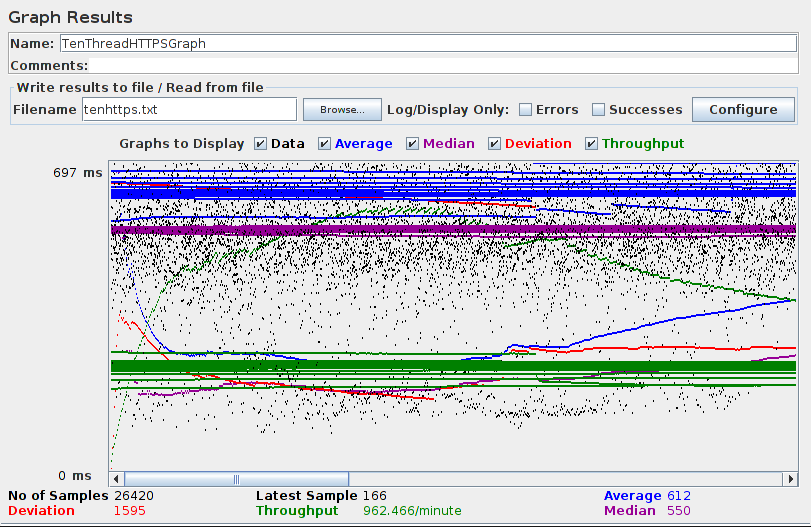 Graph Results
Name: TenThreadHTTPSGraph
Comments:
Write results to file / Read from file
Filename tenhttps.txt Browse... Log/Display Only: Errors Successes Configure
Graphs to Display Data Average Median Deviation Throughput
697 ms
0 ms
No of Samples 26420 Latest Sample 166 Average 612
Deviation 1595 Throughput 962.466/minute Median 550